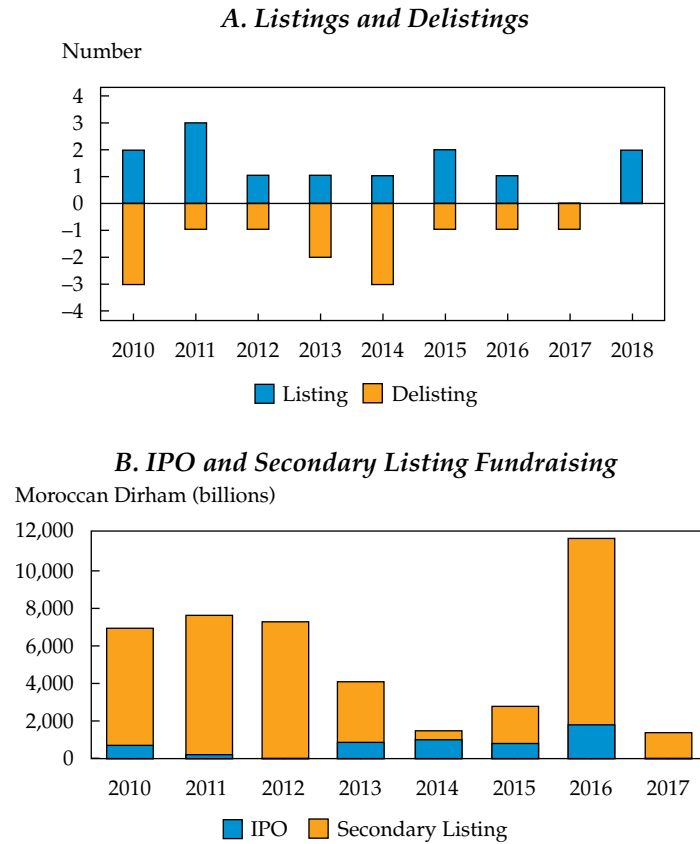 A. Listings and Delistings
Number
4
3
2
1
0
–1
–2
–3
–4
2010 2011 2012 2013 2014 2015 2016 2017 2018
Listing Delisting
B. IPO and Secondary Listing Fundraising
Moroccan Dirham (billions)
12,000
10,000
8,000
6,000
4,000
2,000
0
2010 2011 2012 2013 2014 2015 2016 2017
IPO Secondary Listing